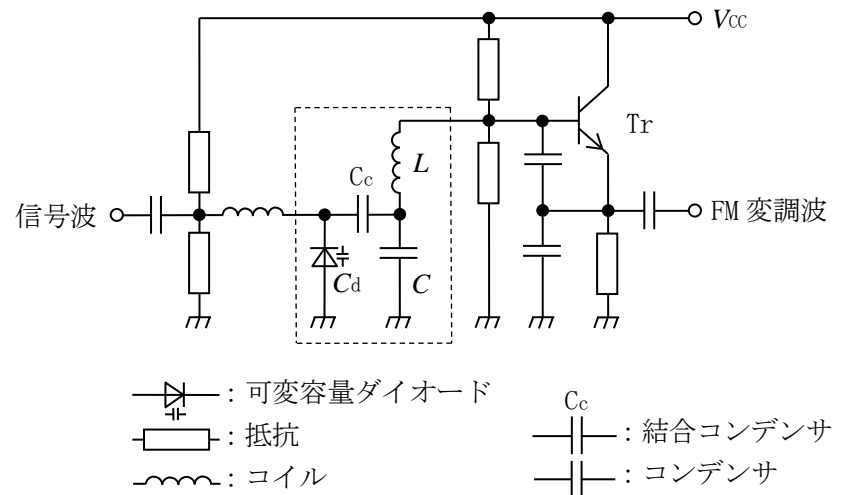 VCC
Tr
L
Cc
信号波
FM 変調波
Cd
C
：可変容量ダイオード
：抵抗
：コイル
Cc
：結合コンデンサ
：コンデンサ